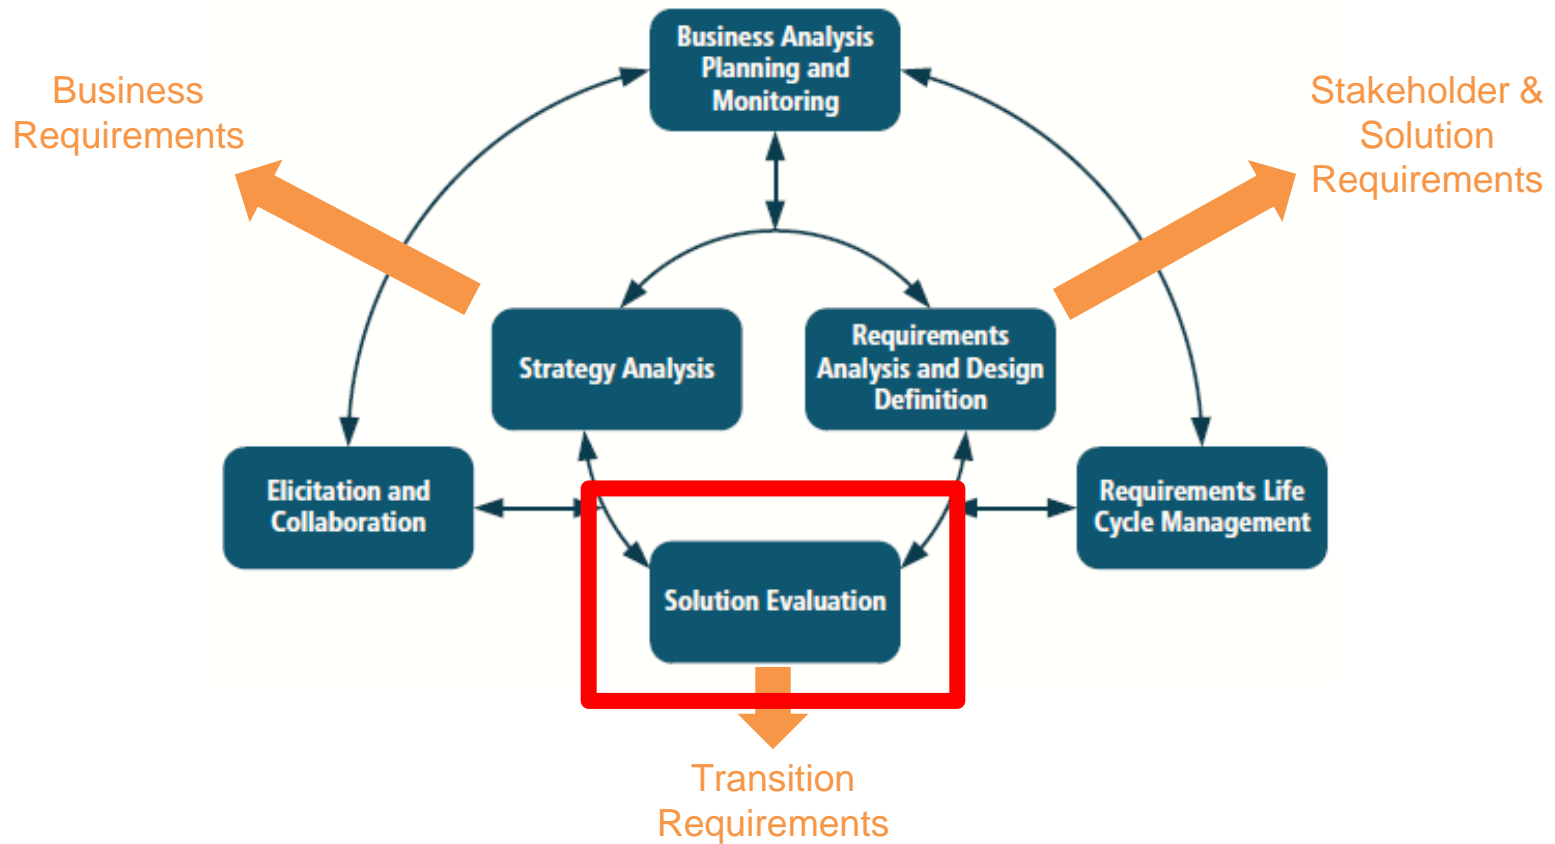 Business Analysis
Planning and
Monitoring
Business
Requirements
Stakeholder &
Solution
Requirements
Strategy Analysis
Requirements
Analysis and Design
Definition
Elicitation and
Collaboration
Requirements Life
Cycle Management
Solution Evaluation
Transition
Requirements